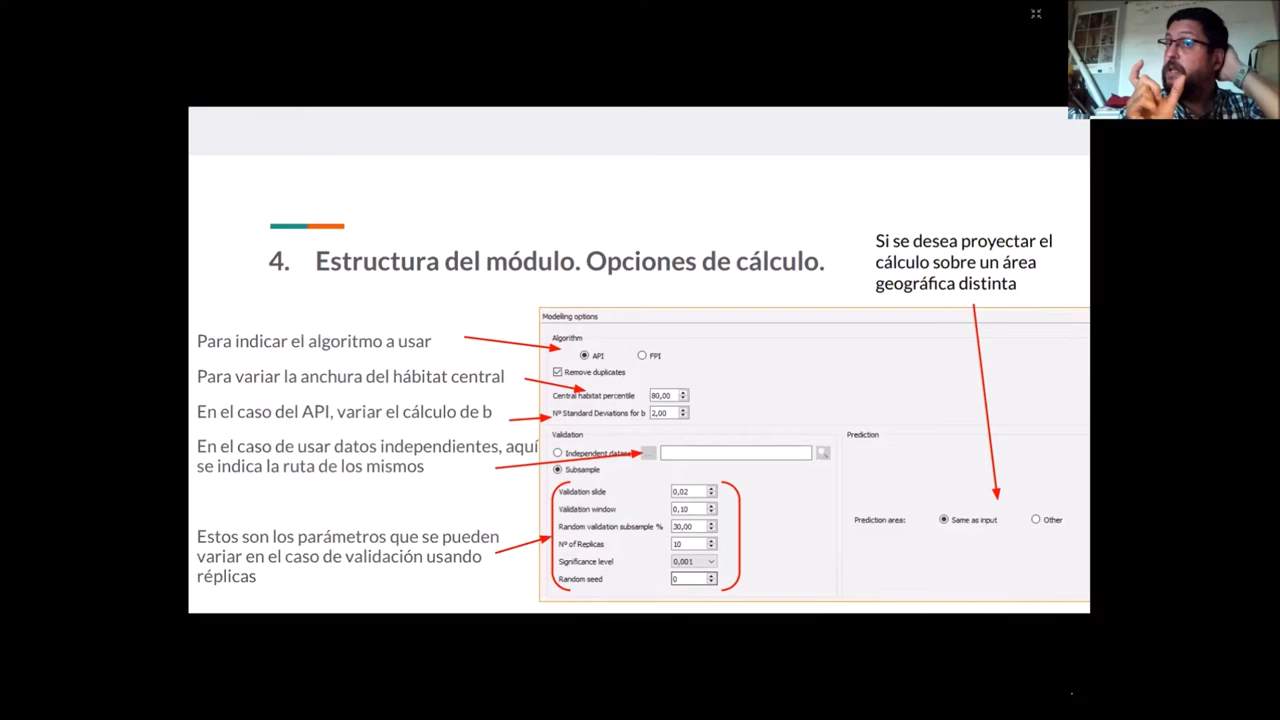 4. Estructura del módulo. Opciones de cálculo.
Si se desea proyectar el
cálculo sobre un área
geográfica distinta
Para indicar el algoritmo a usar
Para variar la anchura del hábitat central
En el caso del API, variar el cálculo de b
En el caso de usar datos independientes, aquí
se indica la ruta de los mismos
Estos son los parámetros que se pueden
variar en el caso de validación usando
réplicas
Modelling options
Algorithm
API FPI
Remove duplicates
Central habitat percentile 80,00
Nº Standard Deviations for b 2,00
Validation
Independent datase
...
Subsample
Validation slide 0,02
Validation window 0,10
Random validation subsample % 30,00
Nº of Replicas 10
Significance level 0,001
Random seed 0
Prediction
Prediction area: Same as input Other